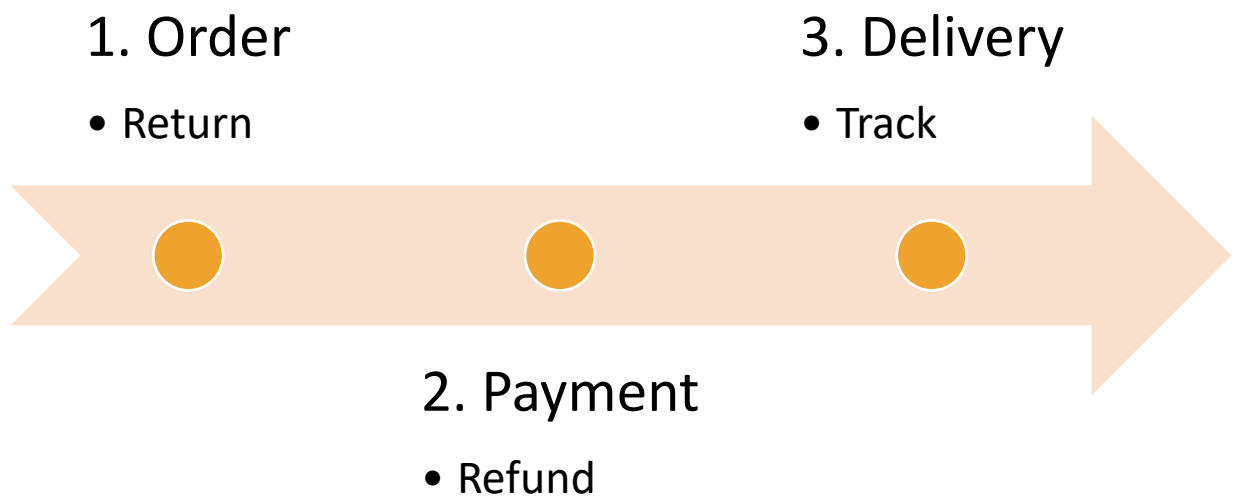 1. Order
• Return
2. Payment
• Refund
3. Delivery
• Track